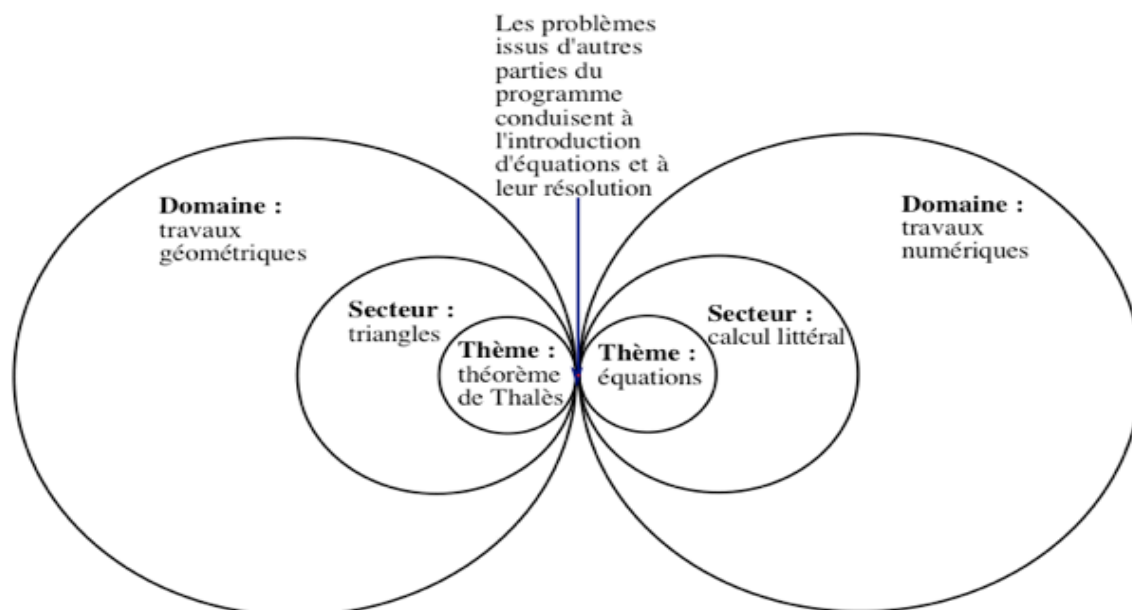 Les problèmes
issus d'autres
parties du
programme
conduisent à
l'introduction
d'équations et à
leur résolution
Domaine :
travaux
géométriques
Secteur :
triangles
Thème :
théorème
de Thalès
Thème :
équations
Secteur :
calcul littéral
Domaine :
travaux
numériques